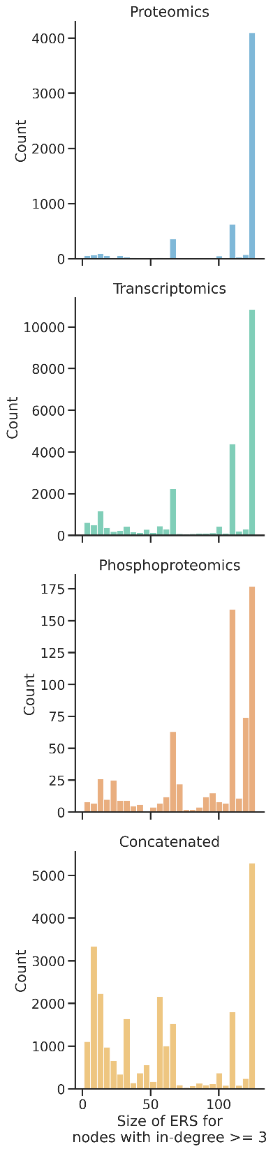 Proteomics
4000
3000
2000
1000
0
Count
Transcriptomics
10000
8000
6000
4000
2000
0
Count
Phosphoproteomics
175
150
125
100
75
50
25
0
Count
Concatenated
5000
4000
3000
2000
1000
0
Count
0 50 100
Size of ERS for
nodes with in-degree >= 3